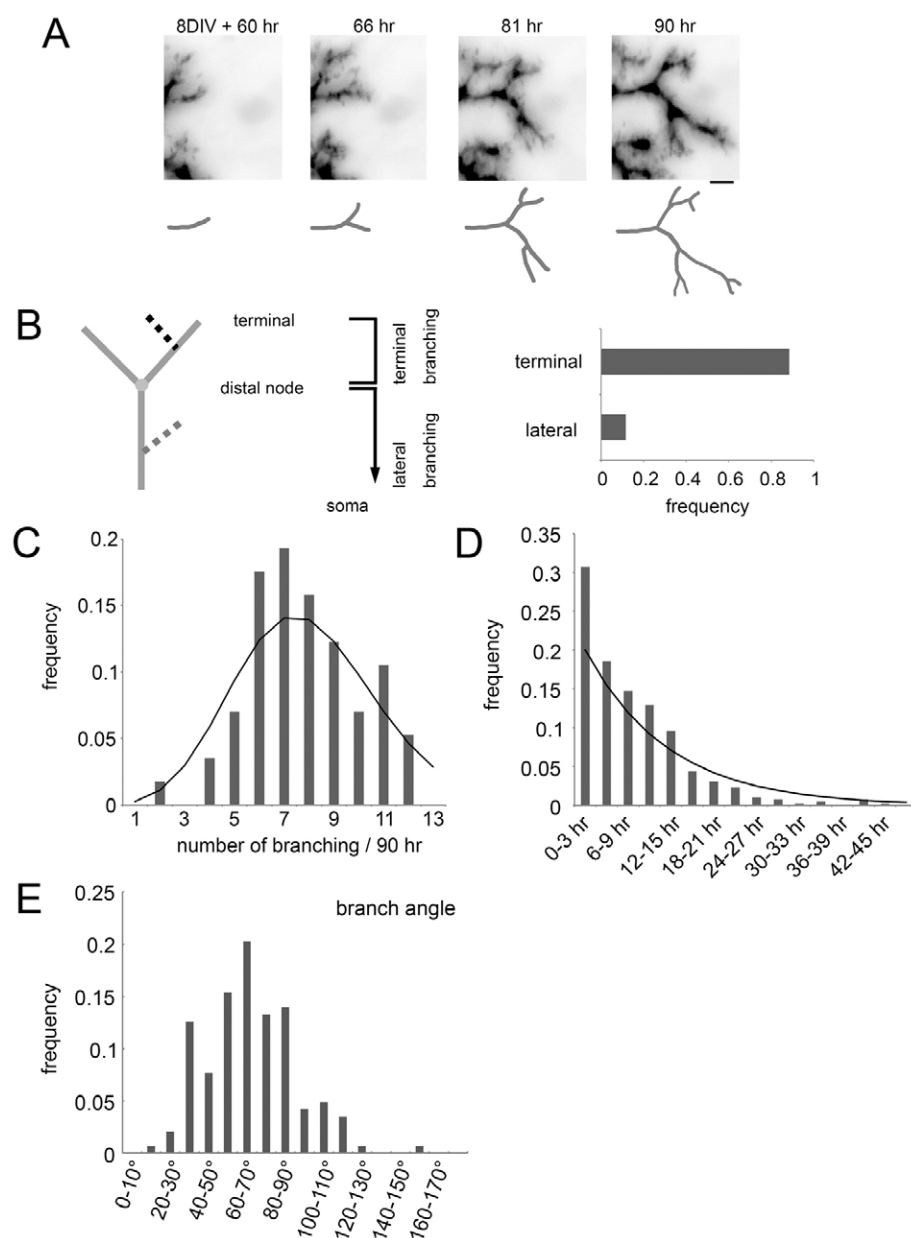 A
8DIV + 60 hr
66 hr
81 hr
90 hr
B
terminal
distal node
soma
terminal
branching
lateral
branching
terminal
lateral
0 0.2 0.4 0.6 0.8 1
frequency
C
0.2
0.15
0.1
0.05
0
frequency
1 3 5 7 9 11 13
number of branching / 90 hr
D
0.35
0.3
0.25
0.2
0.15
0.1
0.05
0
frequency
0-3 hr
6-9 hr
12-15 hr
18-21 hr
24-27 hr
30-33 hr
36-39 hr
42-45 hr
E
branch angle
0.25
0.2
0.15
0.1
0.05
0
frequency
0-10°
20-30°
40-50°
60-70°
80-90°
100-110°
120-130°
140-150°
160-170°